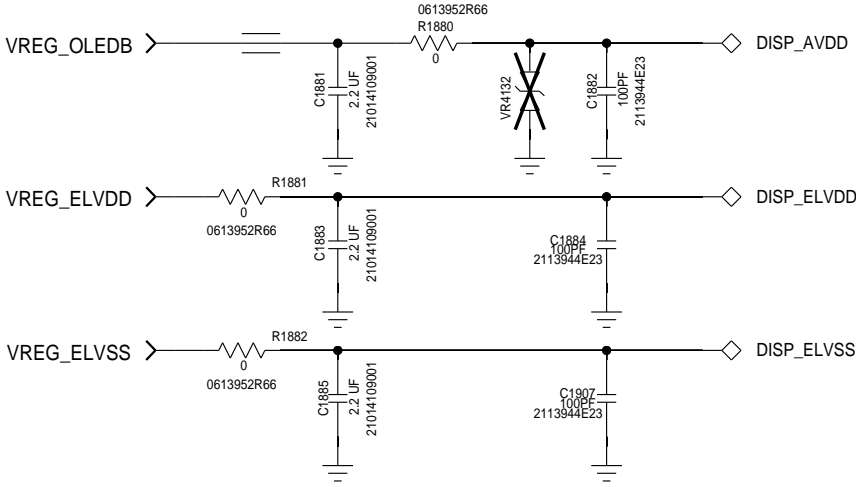 0613952R66
R1880
VREG_OLEDB
0
DISP_AVDD
C1881
2.2 UF
21014109001
VR4132
C1882
100PF
2113944E23
R1881
VREG_ELVDD
0
0613952R66
DISP_ELVDD
C1883
2.2 UF
21014109001
C1884
100PF
2113944E23
R1882
VREG_ELVSS
0
0613952R66
DISP_ELVSS
C1885
2.2 UF
21014109001
C1907
100PF
2113944E23